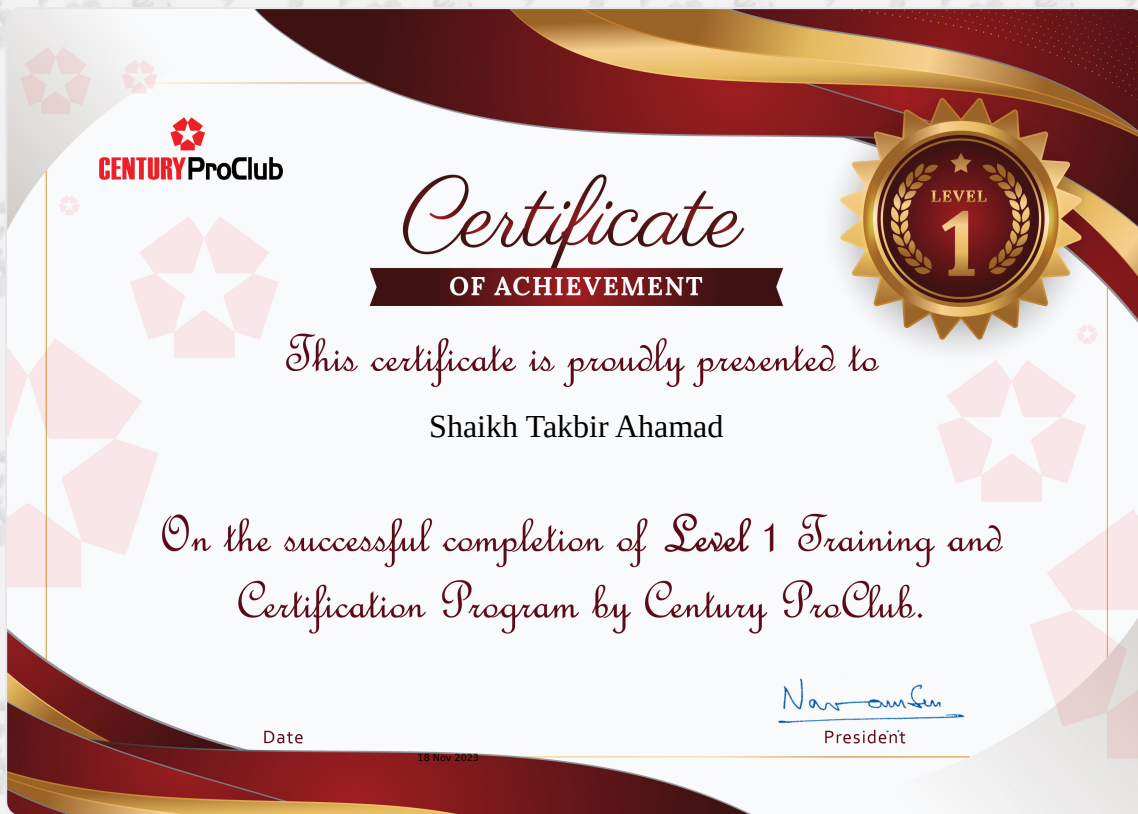 CENTURY ProClub
LEVEL
1
Certificate
OF ACHIEVEMENT
This certificate is proudly presented to
Shaikh Takbir Ahamad
On the successful completion of Level 1 Training and
Certification Program by Century ProClub.
Date
President
18 Nov 2023